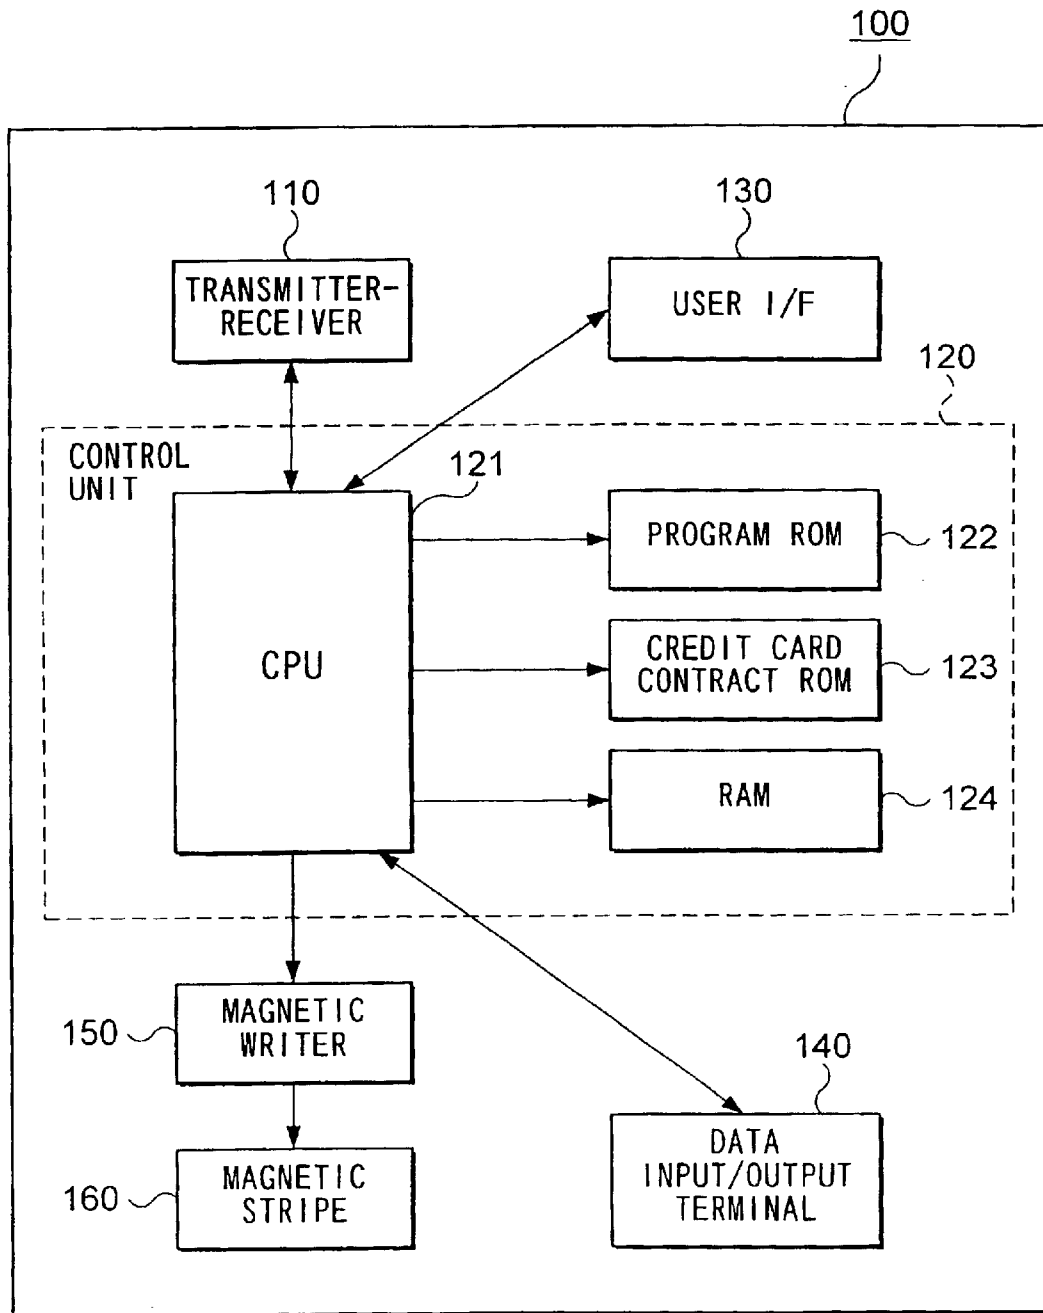 100
110
130
TRANSMITTER-
RECEIVER
USER I/F
120
CONTROL
UNIT
121
CPU
PROGRAM ROM
122
CREDIT CARD
CONTRACT ROM
123
RAM
124
150
MAGNETIC
WRITER
140
160
MAGNETIC
STRIPE
DATA
INPUT/OUTPUT
TERMINAL